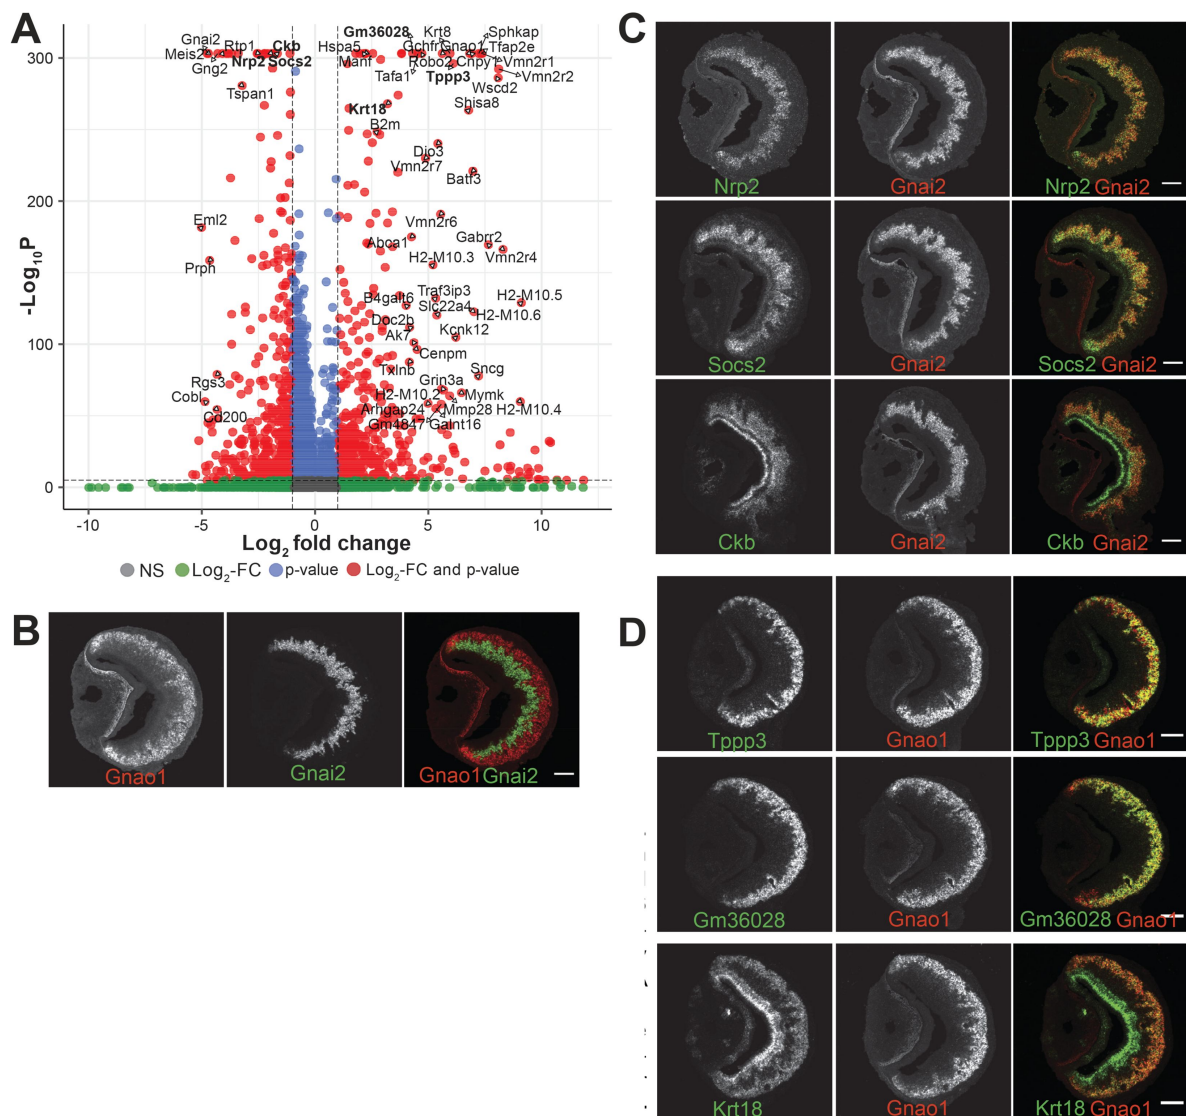 A
Gm36028 Krt8 Sphkap
Gnai2 Rtp1 Ckb Hspa5 Gchfr Gnao1 Tfap2e
Meis2 Nrp2 Socs2 Manf Robo2 Cnpy1 Vmn2r1
Gng2 Tafa1 Tppp3 Vmn2r2
Tspan1 Wscd2
Krt18 Shisa8
B2m
Dio3
Vmn2r7
Batf3
Eml2 Vmn2r6
Abca1 Gabrr2
Prph H2-M10.3 Vmn2r4
B4galt6 Traf3ip3 H2-M10.5
Slc22a4 H2-M10.6
Doc2b
Ak7 Kcnk12
Cenpm
Txlnb Sncg
Rgs3 Grin3a
Cobl H2-M10.2 Mymk
Cd200 Arhgap24 Mmp28 H2-M10.4
Gm4847 Galnt16
-Log10P
300
200
100
0
-10 -5 0 5 10
Log2 fold change
NS Log2-FC p-value Log2-FC and p-value
B
Gnao1 Gnai2 Gnao1 Gnai2
C
Nrp2 Gnai2 Nrp2 Gnai2
Socs2 Gnai2 Socs2 Gnai2
Ckb Gnai2 Ckb Gnai2
D
Tppp3 Gnao1 Tppp3 Gnao1
Gm36028 Gnao1 Gm36028 Gnao1
Krt18 Gnao1 Krt18 Gnao1